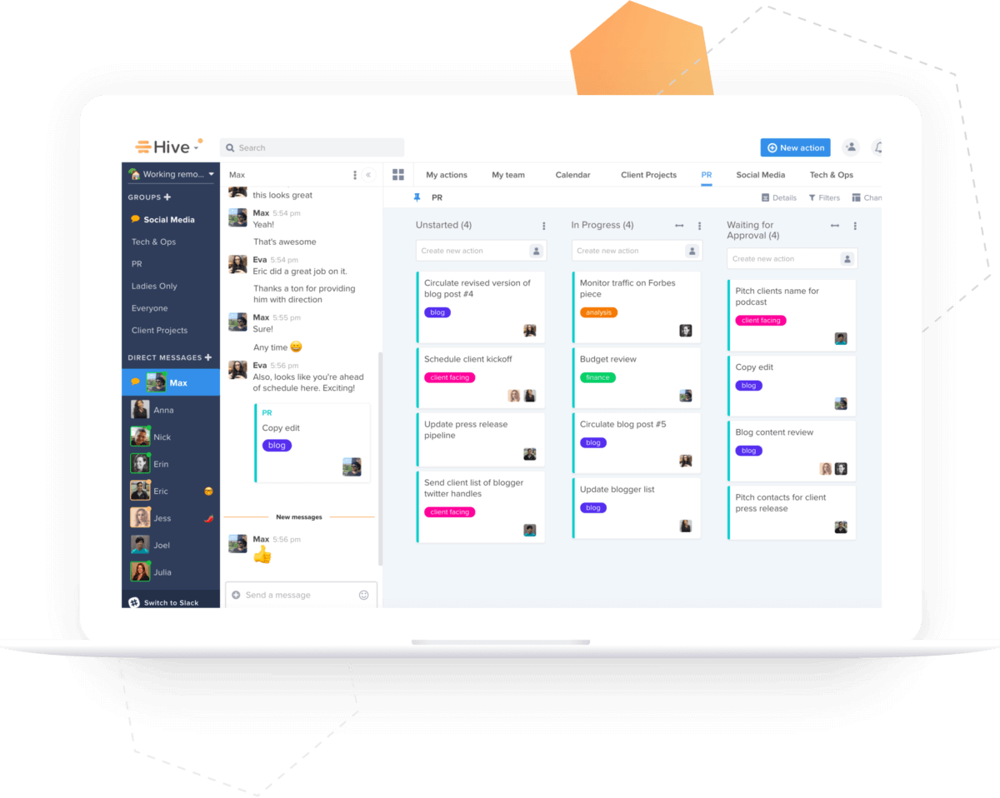 Hive
Search
New action
Working remo...
GROUPS
Social Media
Tech & Ops
PR
Ladies Only
Everyone
Client Projects
DIRECT MESSAGES
Max
Anna
Nick
Erin
Eric
Jess
Joel
Julia
Switch to Slack
Max
this looks great
Max 5:54 pm
Yeah!
That's awesome
Eva 5:54 pm
Eric did a great job on it.
Thanks a ton for providing
him with direction
Max 5:55 pm
Sure!
Any time 😄
Eva 5:56 pm
Also, looks like you're ahead
of schedule here. Exciting!
PR
Copy edit
blog
New messages
Max 5:56 pm
👍
Send a message
My actions My team Calendar Client Projects PR Social Media Tech & Ops
PR
Details Filters Chan
Unstarted (4)
Create new action
Circulate revised version of
blog post #4
blog
Schedule client kickoff
client facing
Update press release
pipeline
Send client list of blogger
twitter handles
client facing
In Progress (4)
Create new action
Monitor traffic on Forbes
piece
analysis
Budget review
finance
Circulate blog post #5
blog
Update blogger list
blog
Waiting for
Approval (4)
Create new action
Pitch clients name for
podcast
client facing
Copy edit
blog
Blog content review
blog
Pitch contacts for client
press release